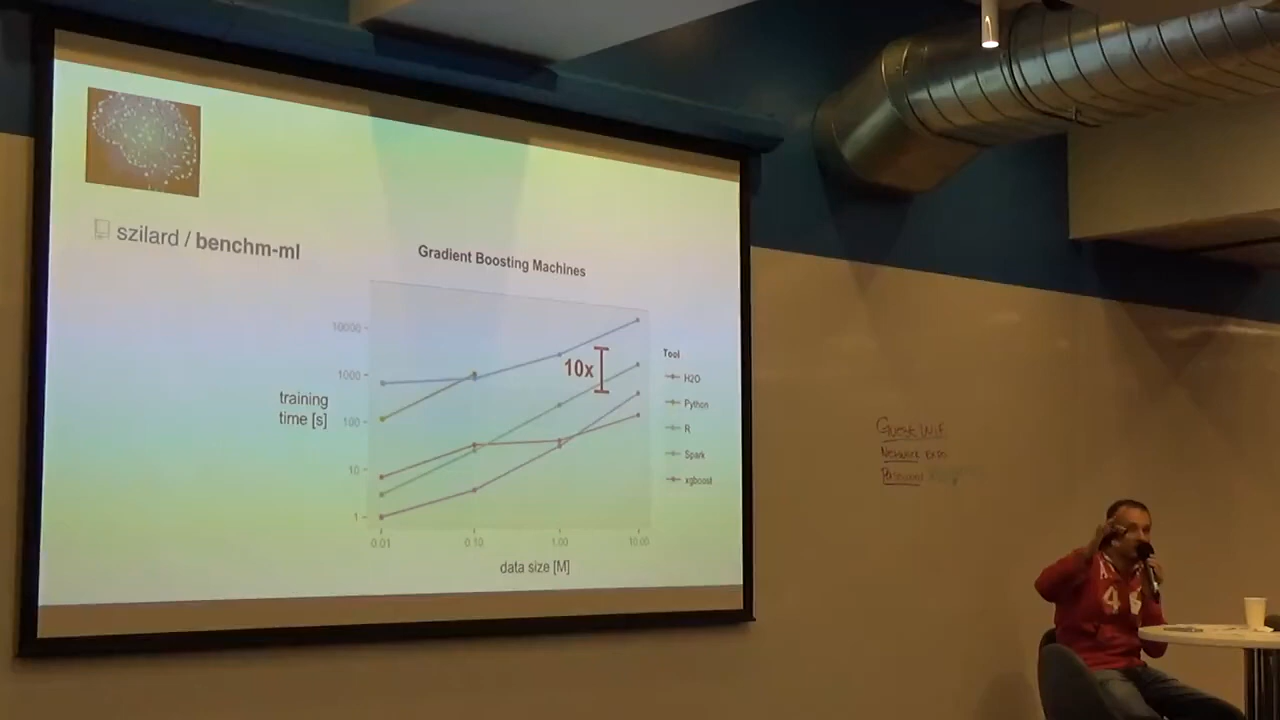 szilard / benchm-ml
Gradient Boosting Machines
10000
1000
100
10
1
training
time [s]
10x
0.01
0.10
1.00
10.00
data size [M]
Tool
H2O
Python
R
Spark
xgboost
Guest Wifi
Network Expo
Password
A
4